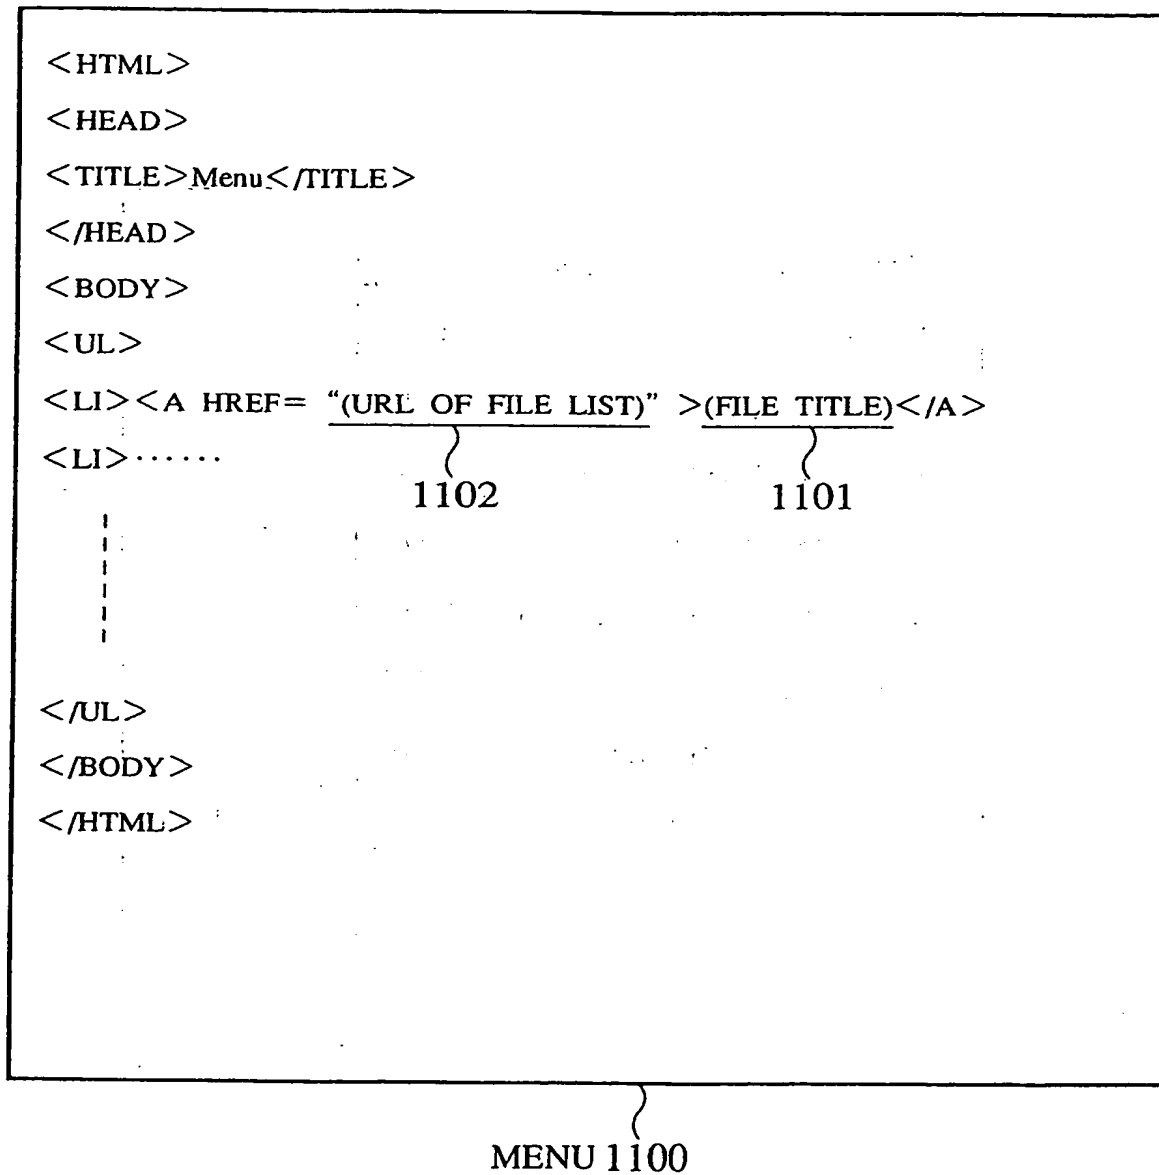 <HTML>
<HEAD>
<TITLE>Menu</TITLE>
</HEAD>
<BODY>
<UL>
<LI><A HREF= “(URL OF FILE LIST)” >(FILE TITLE)</A>
<LI>······
1102 1101
</UL>
</BODY>
</HTML>
MENU 1100